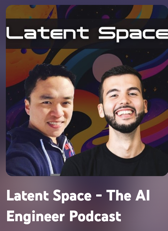 Latent Space
Latent Space - The AI
Engineer Podcast